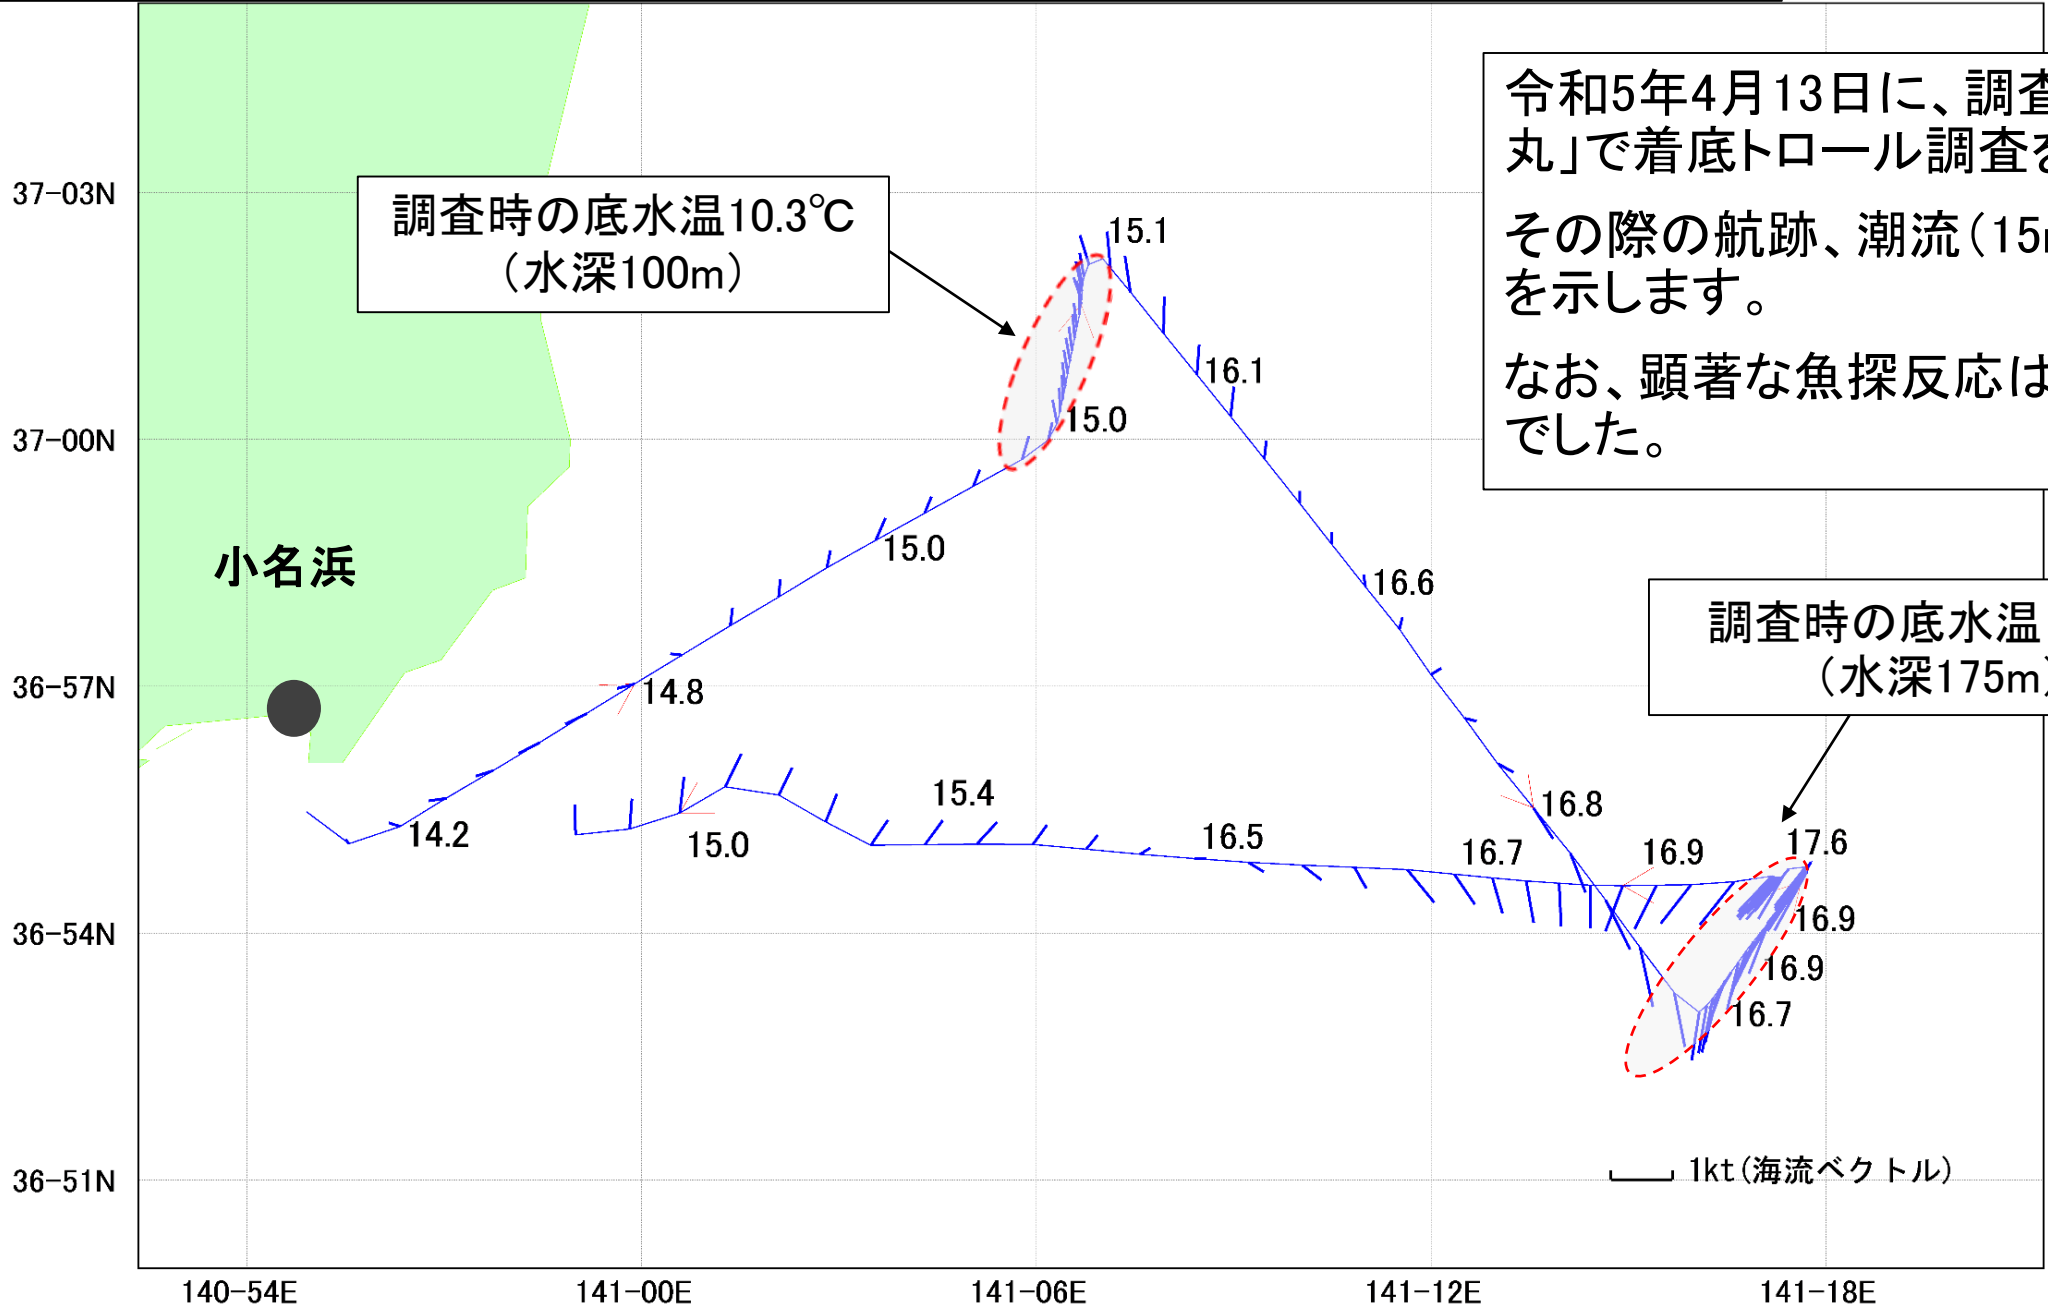 令和5年4月13日に、調査
丸」で着底トロール調査を
その際の航跡、潮流（15m
を示します。
なお、顕著な魚探反応は
でした。
調査時の底水温10.3℃
（水深100m）
調査時の底水温
（水深175m）
小名浜
37-03N
37-00N
36-57N
36-54N
36-51N
15.1
16.1
15.0
15.0
16.6
14.8
16.8
14.2
15.0
15.4
16.5
16.7
16.9
17.6
16.9
16.9
16.7
1kt(海流ベクトル)
140-54E
141-00E
141-06E
141-12E
141-18E